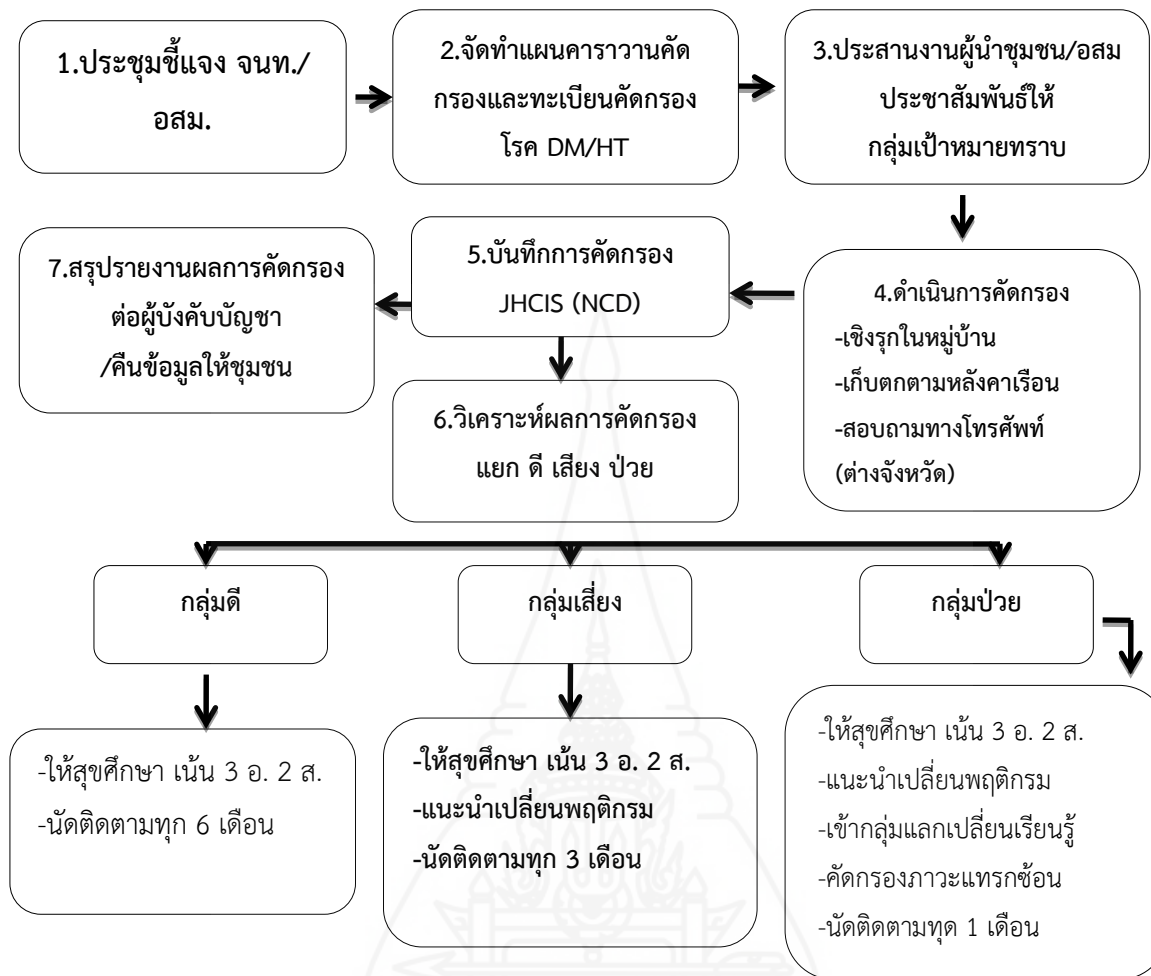 1.ประชุมชี้แจง จนท./
อสม.
2.จัดทำแผนคาราวานคัด
กรองและทะเบียนคัดกรอง
โรค DM/HT
3.ประสานงานผู้นำชุมชน/อสม
ประชาสัมพันธ์ให้
กลุ่มเป้าหมายทราบ
4.ดำเนินการคัดกรอง
-เชิงรุกในหมู่บ้าน
-เก็บตกตามหลังคาเรือน
-สอบถามทางโทรศัพท์
(ต่างจังหวัด)
5.บันทึกการคัดกรอง
JHCIS (NCD)
6.วิเคราะห์ผลการคัดกรอง
แยก ดี เสียง ป่วย
7.สรุปรายงานผลการคัดกรอง
ต่อผู้บังคับบัญชา
/คืนข้อมูลให้ชุมชน
กลุ่มดี
-ให้สุขศึกษา เน้น 3 อ. 2 ส.
-นัดติดตามทุก 6 เดือน
กลุ่มเสี่ยง
-ให้สุขศึกษา เน้น 3 อ. 2 ส.
-แนะนำเปลี่ยนพฤติกรม
-นัดติดตามทุก 3 เดือน
กลุ่มป่วย
-ให้สุขศึกษา เน้น 3 อ. 2 ส.
-แนะนำเปลี่ยนพฤติกรม
-เข้ากลุ่มแลกเปลี่ยนเรียนรู้
-คัดกรองภาวะแทรกซ้อน
-นัดติดตามทุด 1 เดือน